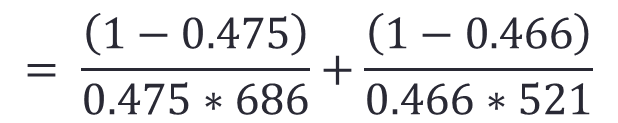 = (1 − 0.475) / (0.475 * 686) + (1 − 0.466) / (0.466 * 521)